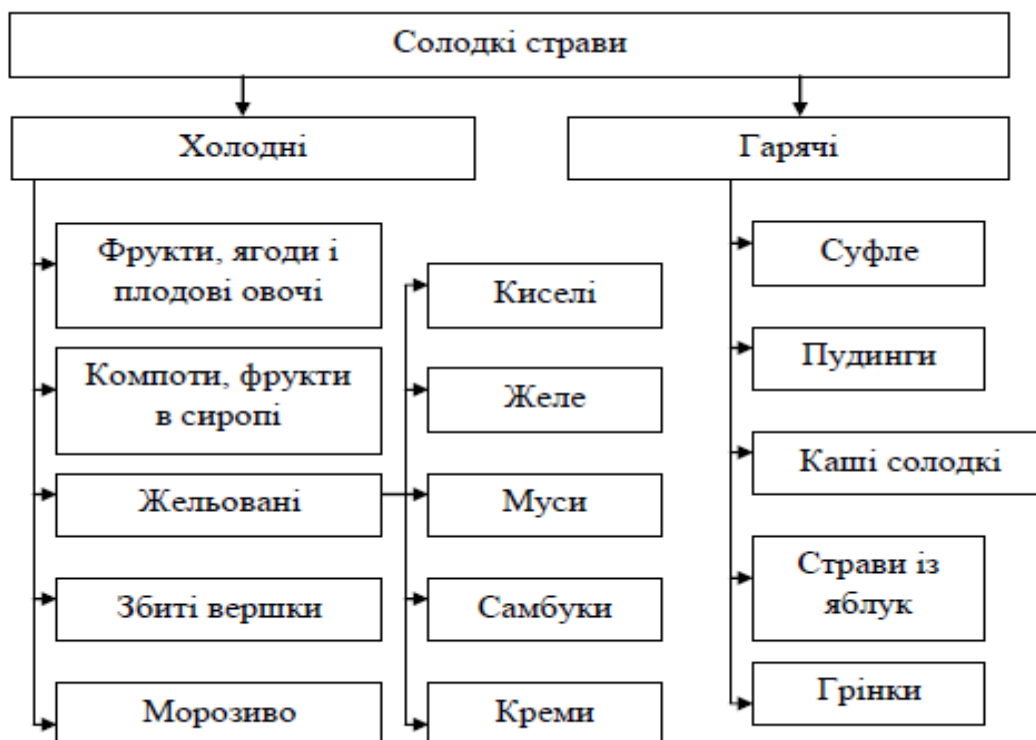 Солодкі страви
Холодні
Гарячі
Фрукти, ягоди і
плодові овочі
Компоти, фрукти
в сиропі
Жельовані
Збиті вершки
Морозиво
Киселі
Желе
Муси
Самбуки
Креми
Суфле
Пудинги
Каші солодкі
Страви із
яблук
Грінки